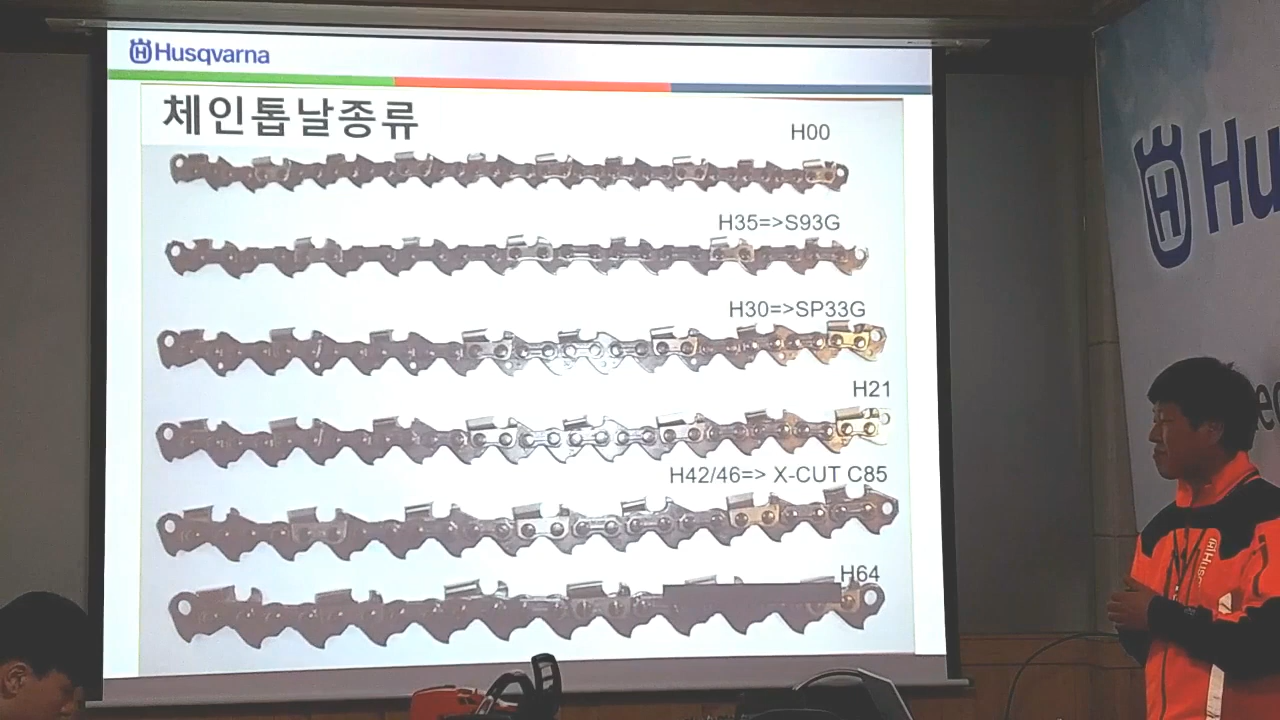 Husqvarna
체인톱날종류
H00
H35=>S93G
H30=>SP33G
H21
H42/46=> X-CUT C85
H64
Hu
H